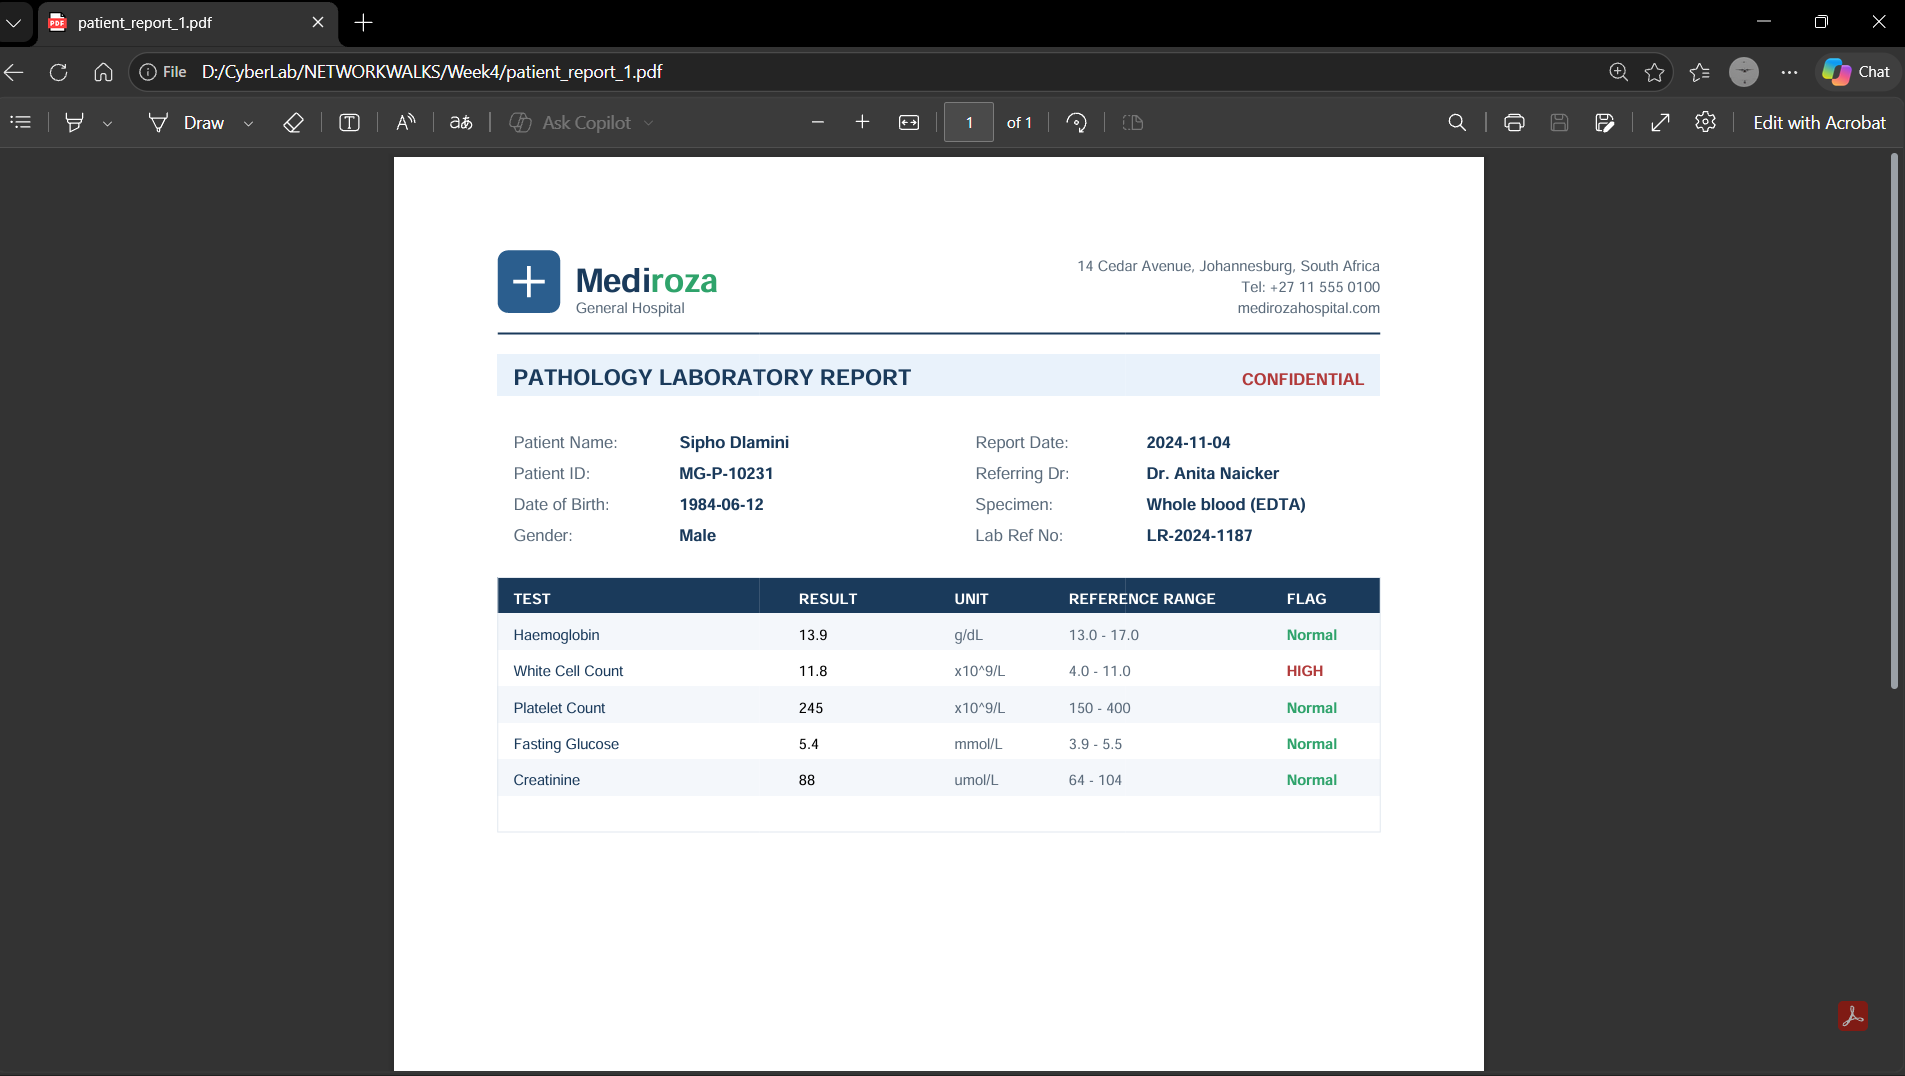 patient_report_1.pdf
File D:/CyberLab/NETWORKWALKS/Week4/patient_report_1.pdf
Chat
Draw
Ask Copilot
1 of 1
Edit with Acrobat
Mediroza
General Hospital
14 Cedar Avenue, Johannesburg, South Africa
Tel: +27 11 555 0100
medirozahospital.com
PATHOLOGY LABORATORY REPORT CONFIDENTIAL
Patient Name: Sipho Dlamini Report Date: 2024-11-04
Patient ID: MG-P-10231 Referring Dr: Dr. Anita Naicker
Date of Birth: 1984-06-12 Specimen: Whole blood (EDTA)
Gender: Male Lab Ref No: LR-2024-1187
TEST RESULT UNIT REFERENCE RANGE FLAG
Haemoglobin 13.9 g/dL 13.0 - 17.0 Normal
White Cell Count 11.8 x10^9/L 4.0 - 11.0 HIGH
Platelet Count 245 x10^9/L 150 - 400 Normal
Fasting Glucose 5.4 mmol/L 3.9 - 5.5 Normal
Creatinine 88 umol/L 64 - 104 Normal